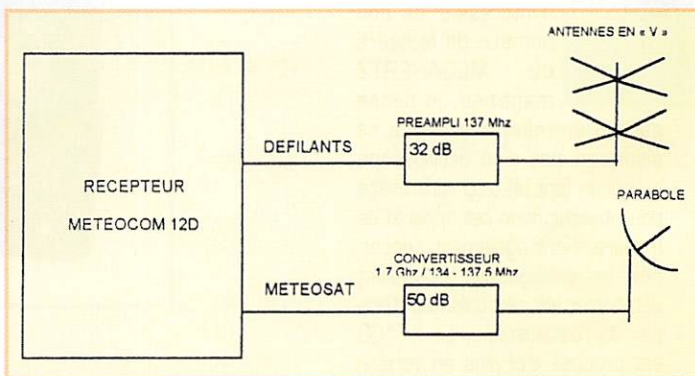 ANTENNES EN « V »
PREAMPLI 137 Mhz
32 dB
DEFILANTS
RECEPTEUR
METEOCOM 12D
PARABOLE
CONVERTISSEUR
1.7 Ghz / 134 - 137.5 Mhz
METEOSAT
50 dB